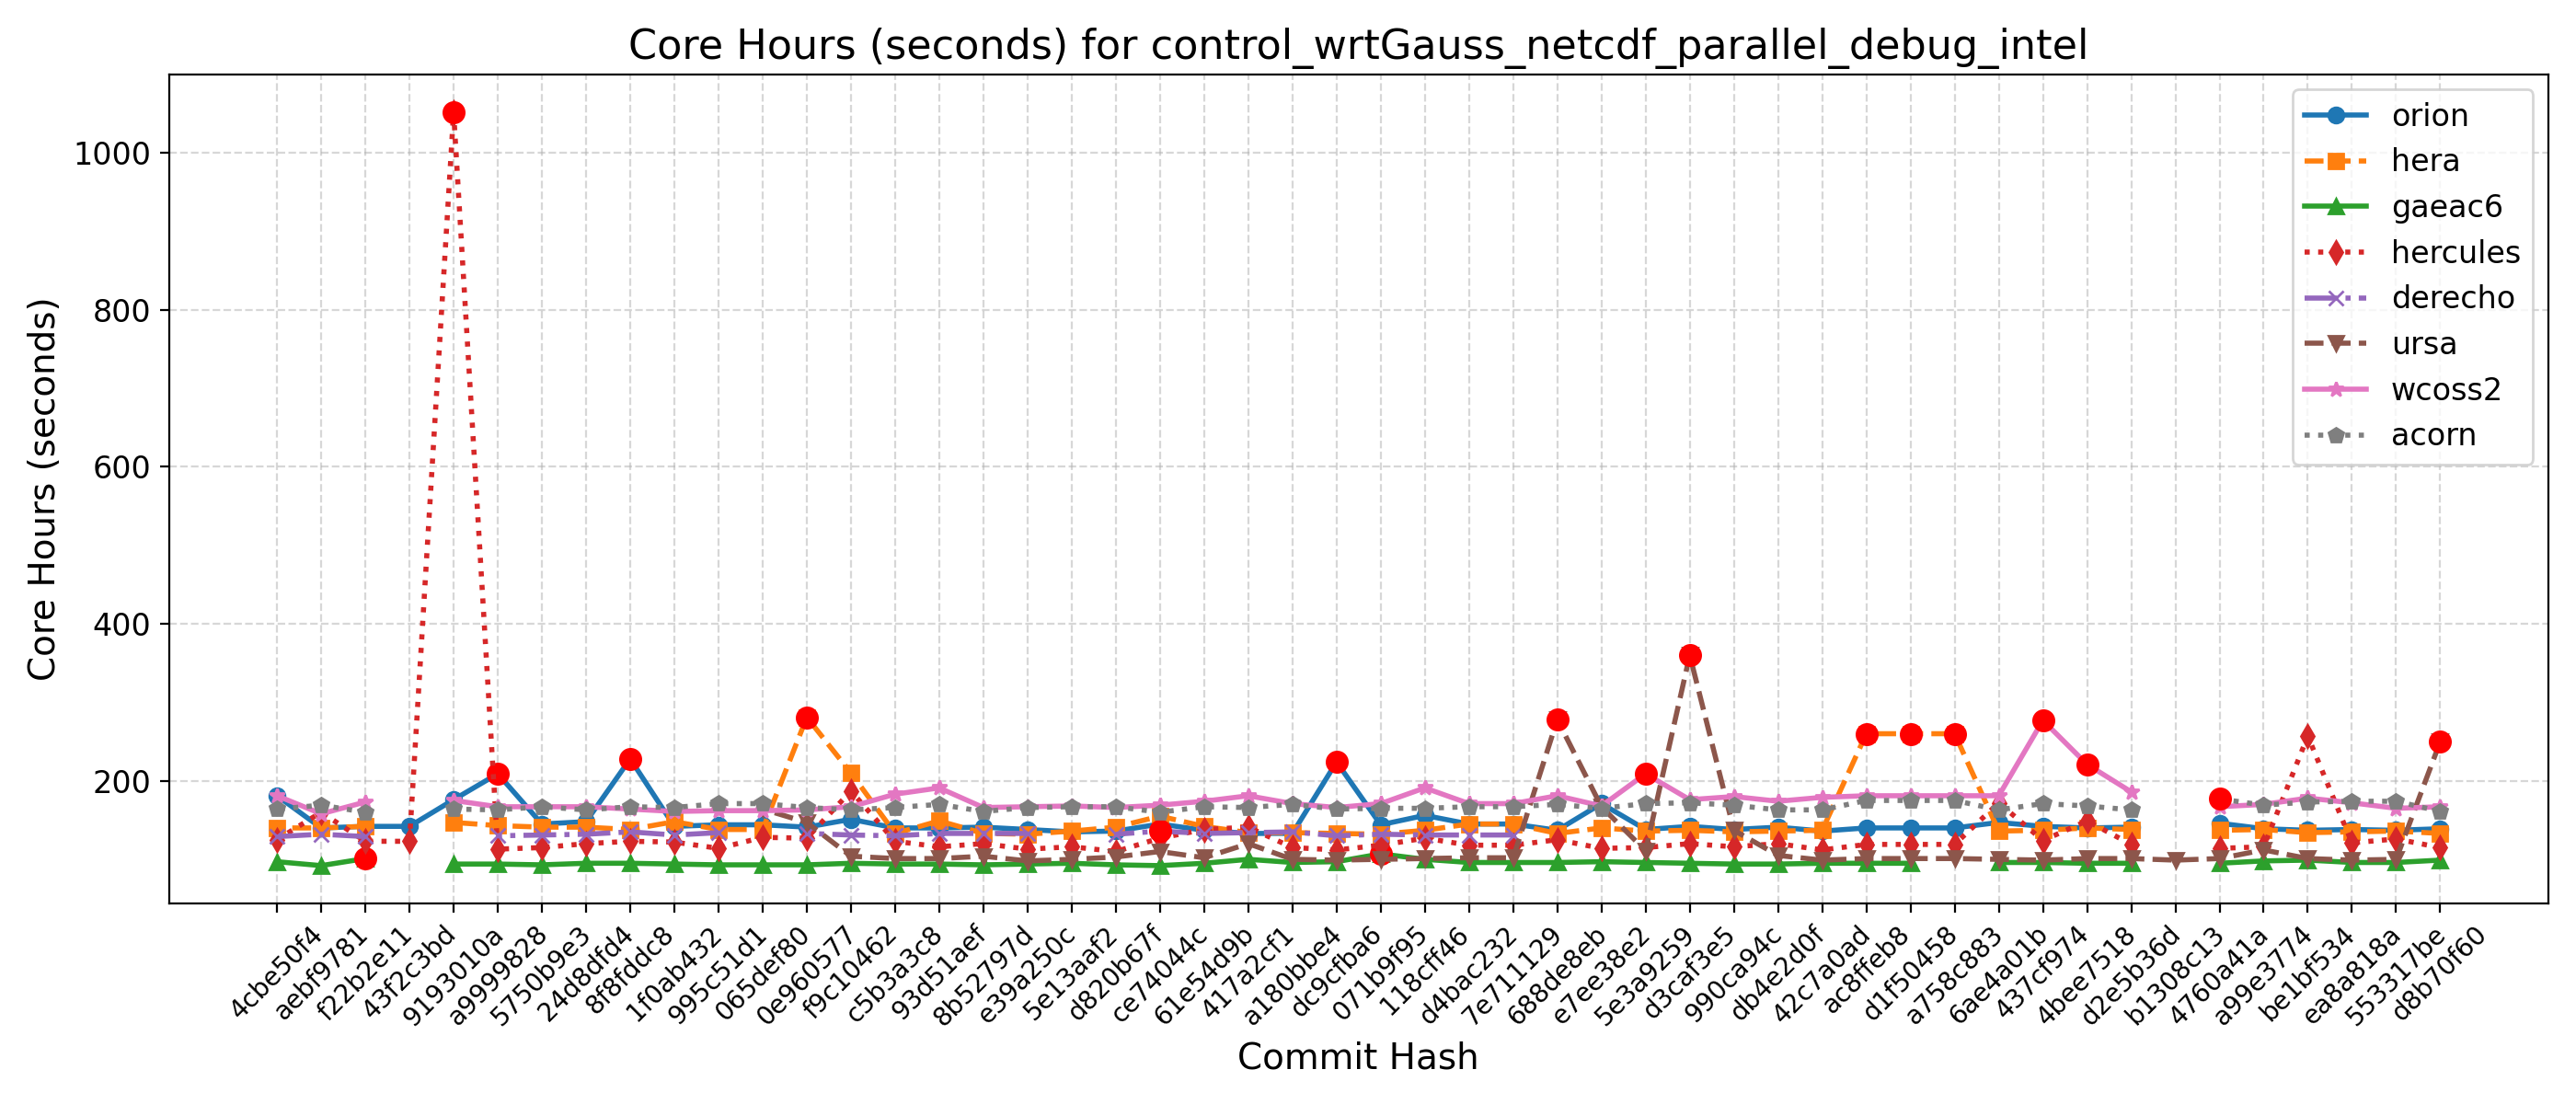 Core Hours (seconds) for control_wrtGauss_netcdf_parallel_debug_intel
Core Hours (seconds)
1000
800
600
400
200
orion
hera
gaeac6
hercules
derecho
ursa
wcoss2
acorn
4cbe50f4
aebf9781
f22b2e11
43f2c3bd
9193010a
a9999828
5750b9e3
24d8dfd4
8f8fddc8
1f0ab432
995c51d1
065def80
0e960577
f9c10462
c5b3a3c8
93d51aef
8b52797d
e39a250c
5e13aaf2
d820b67f
ce74044c
61e54d9b
417a2cf1
a180bbe4
dc9cfba6
071b9f95
118cff46
d4bac232
7e711129
688de8eb
e7ee38e2
5e3a9259
d3caf3e5
990ca94c
db4e2d0f
42c7a0ad
ac8ffeb8
d1f50458
a758c883
6ae4a01b
437cf974
4bee7518
d2e5b36d
b1308c13
4760a41a
a99e3774
be1bf534
ea8a818a
553317be
d8b70f60
Commit Hash